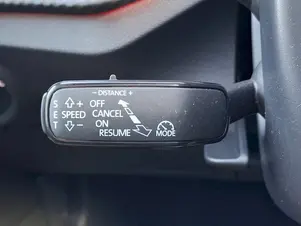 - DISTANCE +
S + OFF
E SPEED CANCEL
T - ON
RESUME MODE